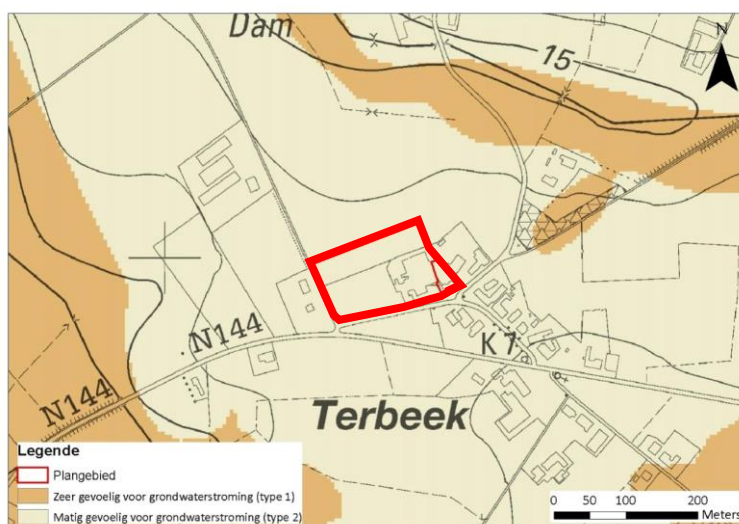 Dam
15
N
N144
N144
K 7
Terbeek
Legende
Plangebied
Zeer gevoelig voor grondwaterstroming (type 1)
Matig gevoelig voor grondwaterstroming (type 2)
0 50 100 200
Meters